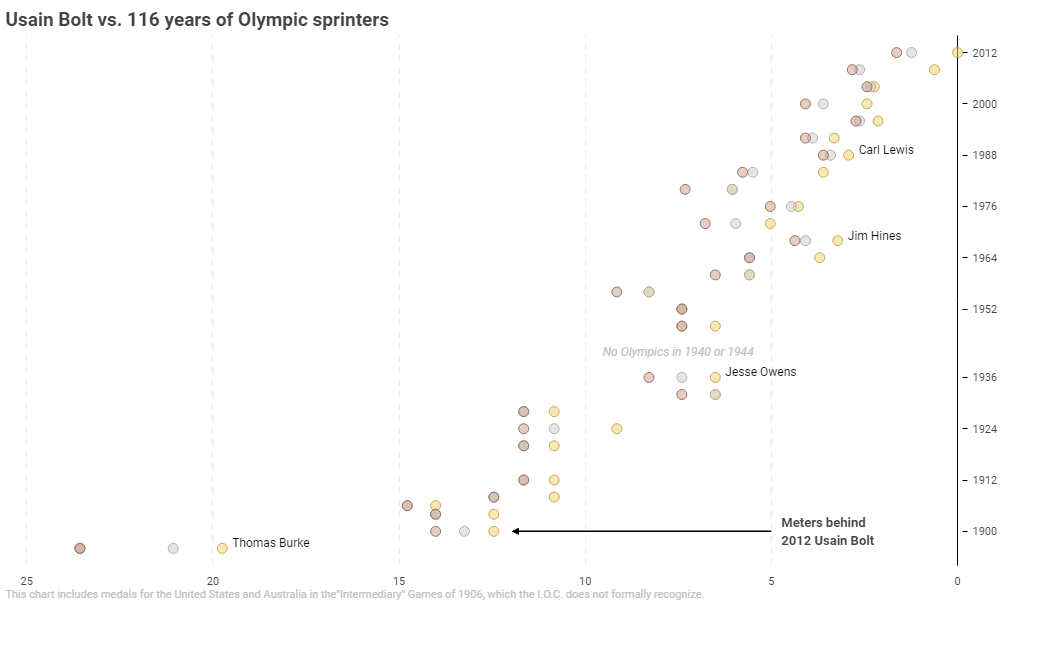 Usain Bolt vs. 116 years of Olympic sprinters
2012
2000
Carl Lewis
1988
1976
Jim Hines
1964
1952
No Olympics in 1940 or 1944
Jesse Owens
1936
1924
1912
Meters behind
2012 Usain Bolt
1900
Thomas Burke
25 20 15 10 5 0
This chart includes medals for the United States and Australia in the"Intermediary" Games of 1906, which the I.O.C. does not formally recognize.